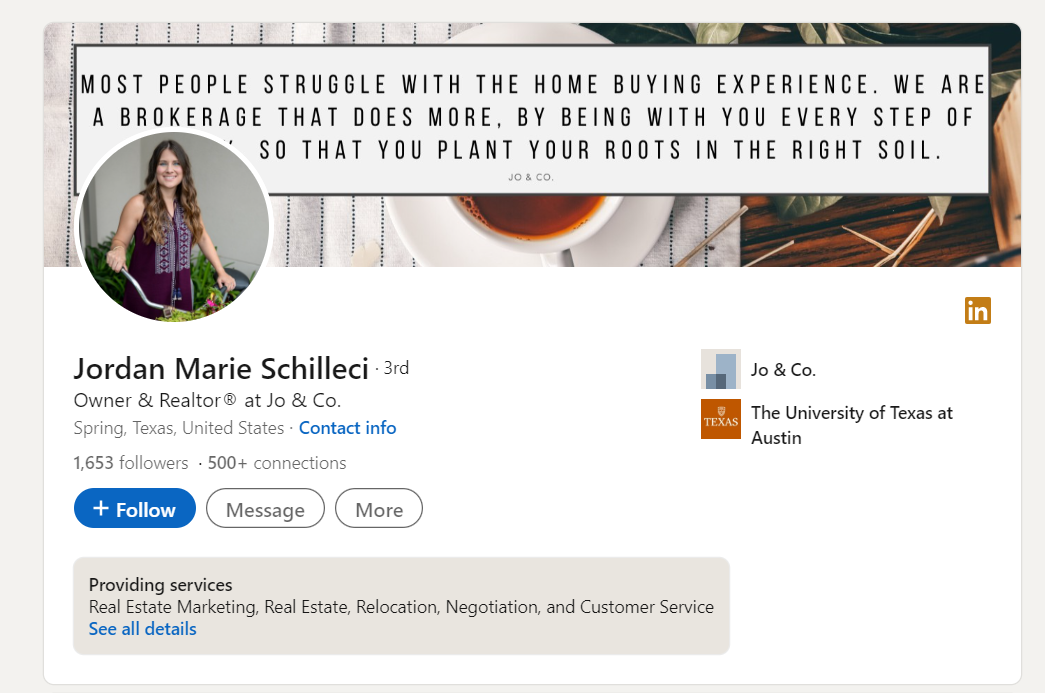 MOST PEOPLE STRUGGLE WITH THE HOME BUYING EXPERIENCE. WE ARE
A BROKERAGE THAT DOES MORE, BY BEING WITH YOU EVERY STEP OF
SO THAT YOU PLANT YOUR ROOTS IN THE RIGHT SOIL.
JO & CO.
in
Jordan Marie Schilleci · 3rd
Owner & Realtor® at Jo & Co.
Spring, Texas, United States · Contact info
1,653 followers · 500+ connections
+ Follow
Message
More
Jo & Co.
TEXAS
The University of Texas at
Austin
Providing services
Real Estate Marketing, Real Estate, Relocation, Negotiation, and Customer Service
See all details